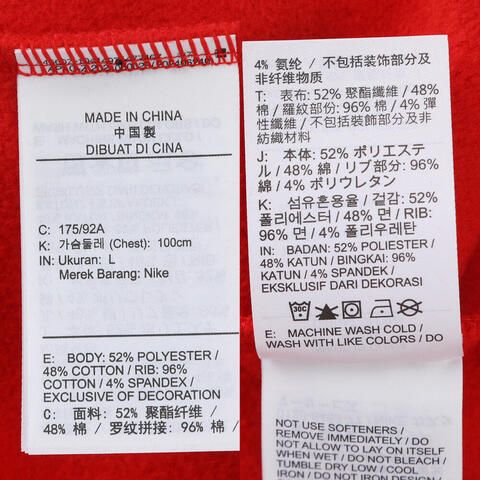 MADE IN CHINA
中国製
DIBUAT DI CINA
C: 175/92A
K: 가슴둘레 (Chest): 100cm
IN: Ukuran: L
Merek Barang: Nike
E: BODY: 52% POLYESTER /
48% COTTON / RIB: 96%
COTTON / 4% SPANDEX /
EXCLUSIVE OF DECORATION
C: 面料: 52% 聚酯纤维 /
48% 棉 / 罗纹拼接: 96% 棉 /
4% 氨纶 / 不包括装饰部分及
非纤维物质
T: 表布: 52% 聚酯纖維 / 48%
棉 / 羅紋部份: 96% 棉 / 4% 彈
性纖維 / 不包括裝飾部分及非
紡織材料
J: 本体: 52% ポリエステ
ル / 48% 綿 / リブ部分: 96%
綿 / 4% ポリウレタン
K: 섬유혼용율 / 겉감: 52%
폴리에스터 / 48% 면 / RIB:
96% 면 / 4% 폴리우레탄
IN: BADAN: 52% POLIESTER /
48% KATUN / BINGKAI: 96%
KATUN / 4% SPANDEK /
EKSKLUSIF DARI DEKORASI
30C
E: MACHINE WASH COLD /
WASH WITH LIKE COLORS / DO
NOT USE SOFTENERS /
REMOVE IMMEDIATELY / DO
NOT ALLOW TO LAY ON ITSELF
WHEN WET / DO NOT BLEACH /
TUMBLE DRY LOW / COOL
IRON / DO NOT IRON DESIGN